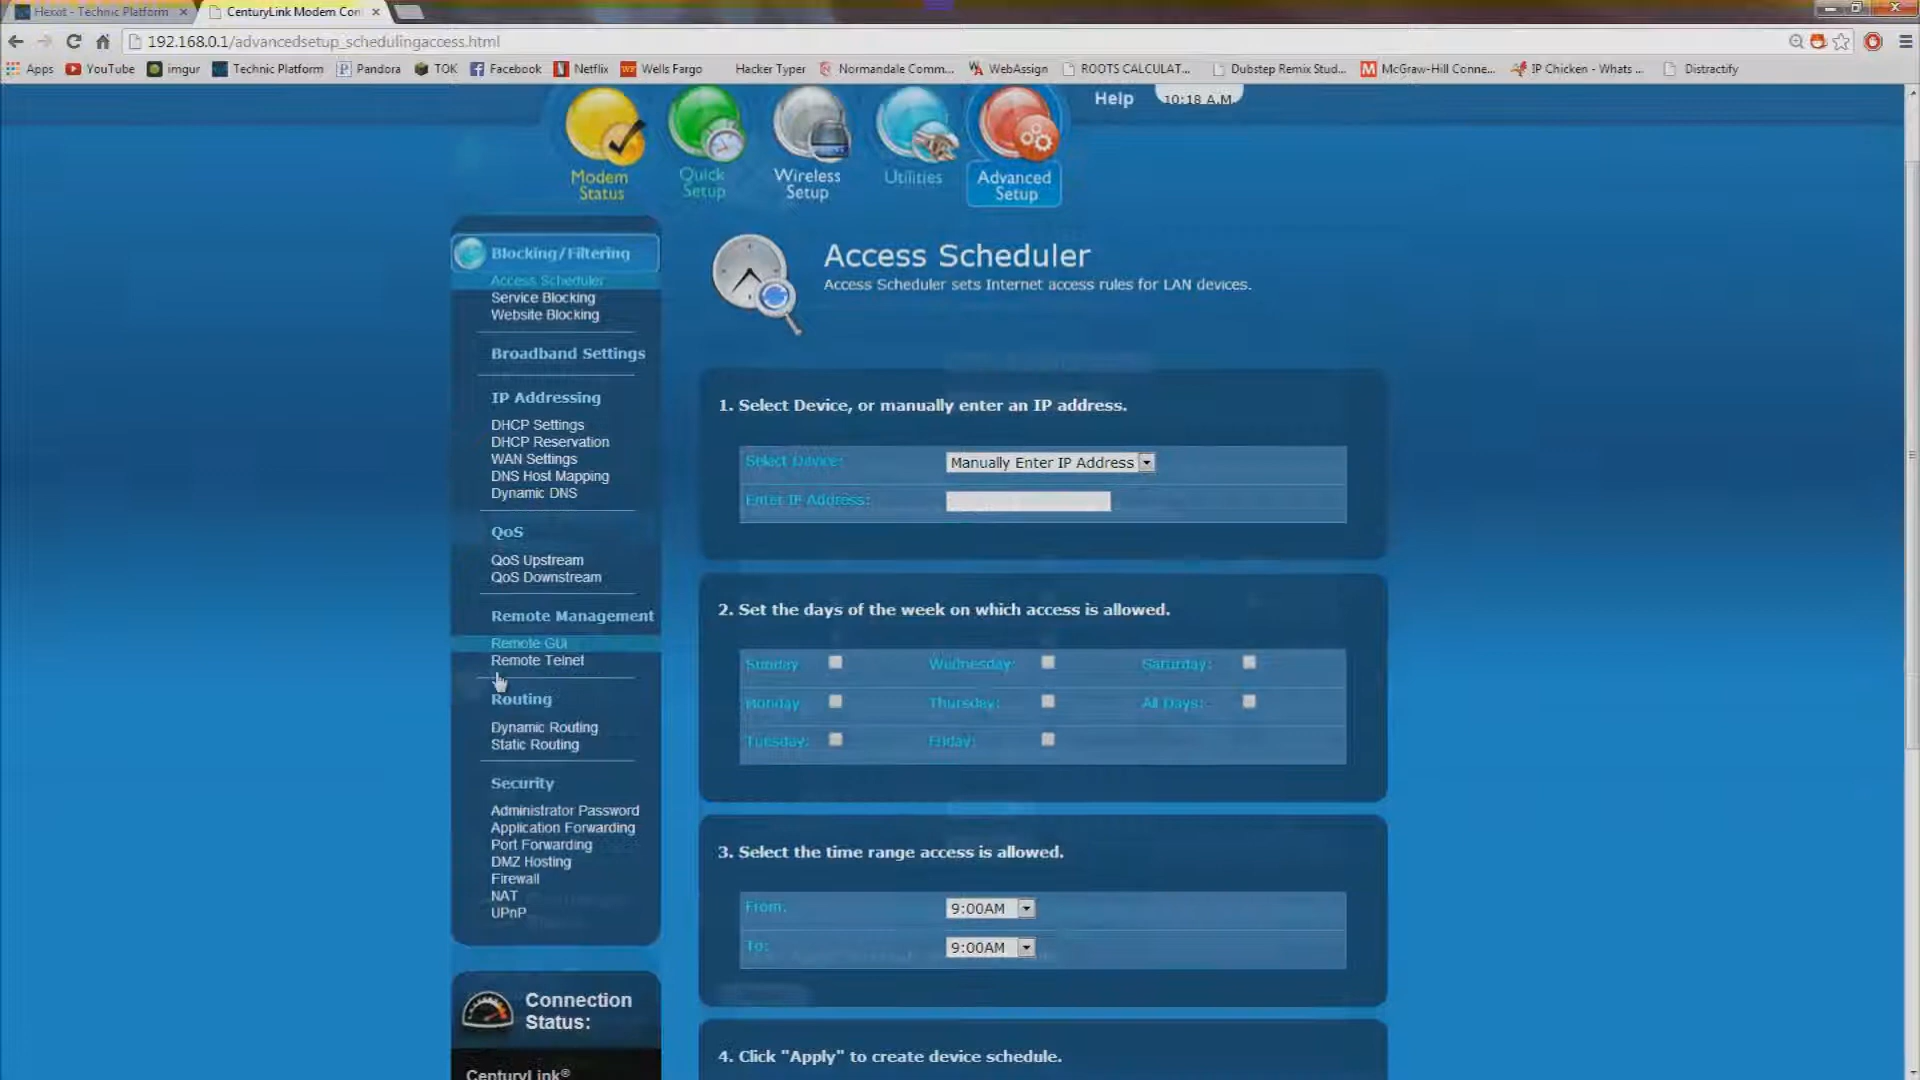 Hexot - Technic Platform
CenturyLink Modem Con
192.168.0.1/advancedsetup_schedulingaccess.html
Apps YouTube imgur Technic Platform Pandora TOK Facebook Netflix Wells Fargo Hacker Typer Normandale Comm... WebAssign ROOTS CALCULAT... Dubstep Remix Stud... McGraw-Hill Conne... IP Chicken - Whats ... Distractify
Help
10:18 A.M.
Modem Status
Quick Setup
Wireless Setup
Utilities
Advanced Setup
Blocking/Filtering
Access Scheduler
Service Blocking
Website Blocking
Broadband Settings
IP Addressing
DHCP Settings
DHCP Reservation
WAN Settings
DNS Host Mapping
Dynamic DNS
QoS
QoS Upstream
QoS Downstream
Remote Management
Remote GUI
Remote Telnet
Routing
Dynamic Routing
Static Routing
Security
Administrator Password
Application Forwarding
Port Forwarding
DMZ Hosting
Firewall
NAT
UPnP
Connection
Status:
CenturyLink®
Access Scheduler
Access Scheduler sets Internet access rules for LAN devices.
1. Select Device, or manually enter an IP address.
Select Device: Manually Enter IP Address
Enter IP Address:
2. Set the days of the week on which access is allowed.
Sunday Wednesday: Saturday:
Monday Thursday: All Days:
Tuesday: Friday:
3. Select the time range access is allowed.
From: 9:00AM
To: 9:00AM
4. Click "Apply" to create device schedule.